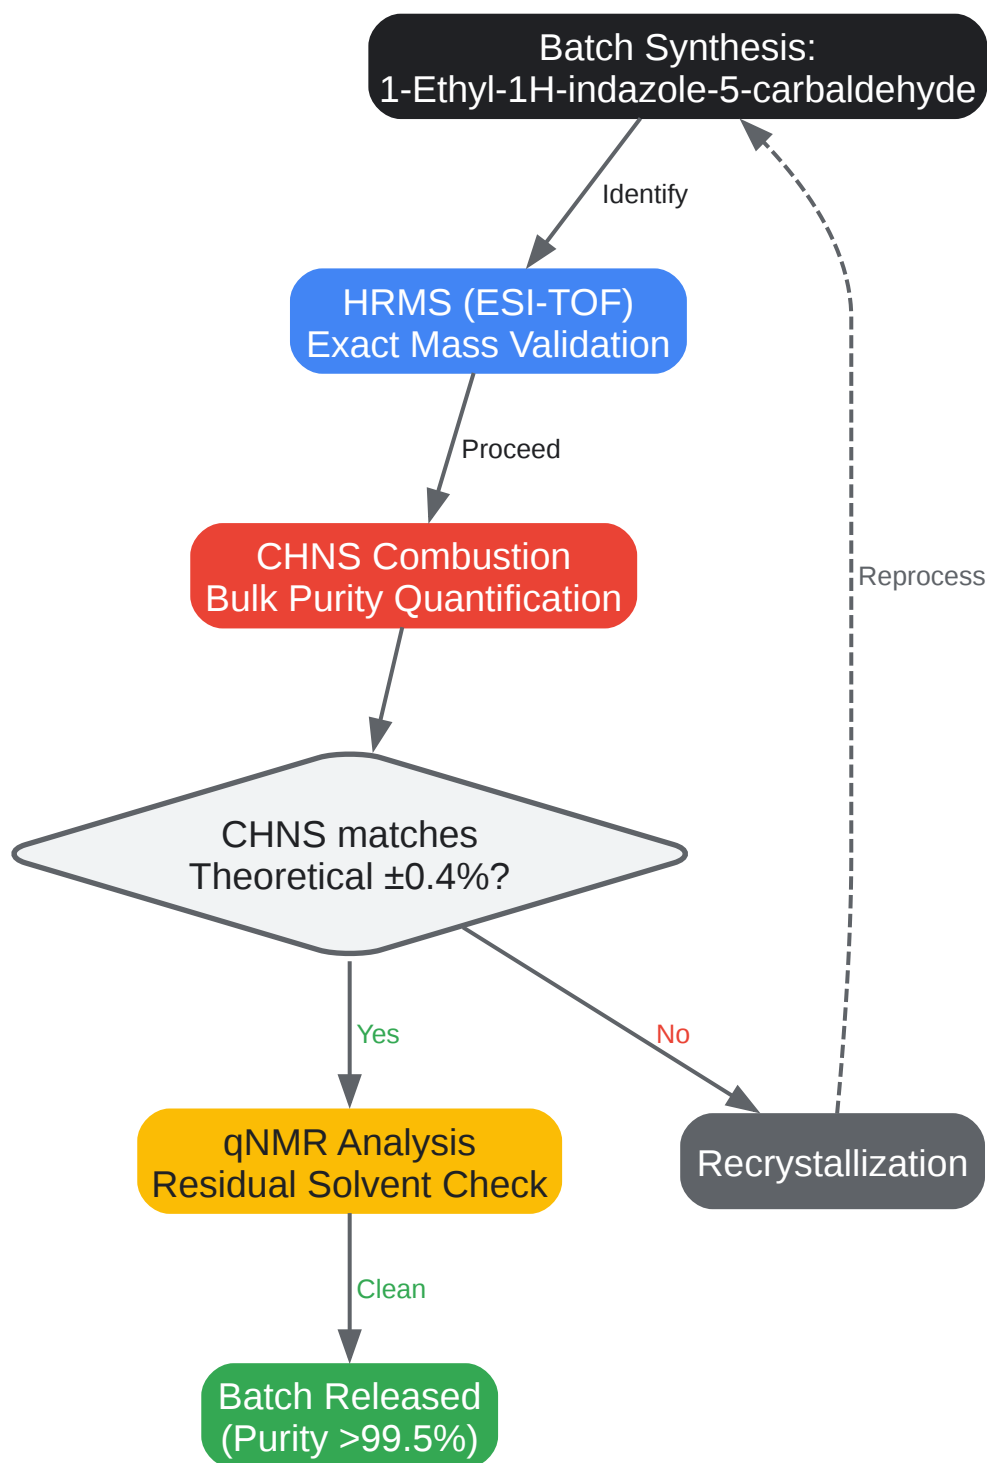 Batch Synthesis:
1-Ethyl-1H-indazole-5-carbaldehyde
Identify
HRMS (ESI-TOF)
Exact Mass Validation
Proceed
CHNS Combustion
Bulk Purity Quantification
Reprocess
CHNS matches
Theoretical ±0.4%?
Yes
No
qNMR Analysis
Residual Solvent Check
Recrystallization
Clean
Batch Released
(Purity >99.5%)